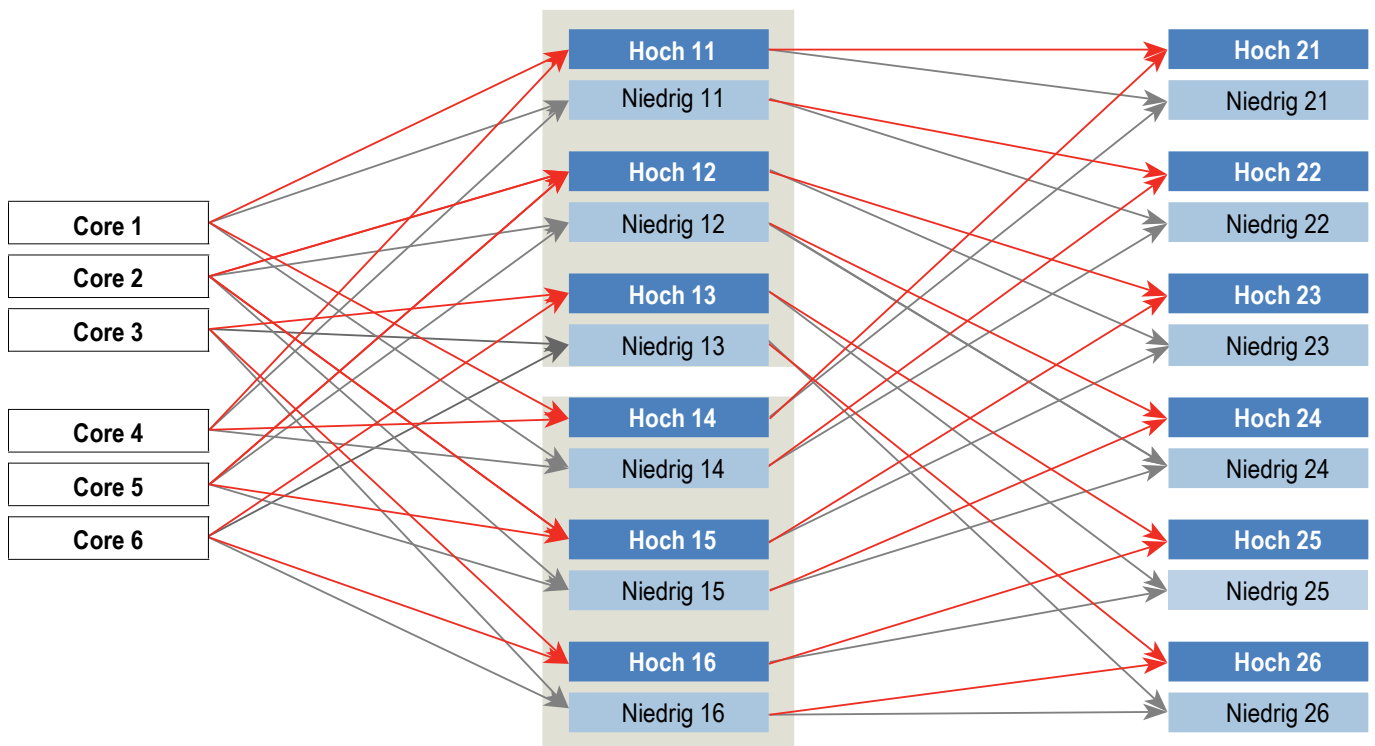 Core 1
Core 2
Core 3
Core 4
Core 5
Core 6
Hoch 11
Niedrig 11
Hoch 12
Niedrig 12
Hoch 13
Niedrig 13
Hoch 14
Niedrig 14
Hoch 15
Niedrig 15
Hoch 16
Niedrig 16
Hoch 21
Niedrig 21
Hoch 22
Niedrig 22
Hoch 23
Niedrig 23
Hoch 24
Niedrig 24
Hoch 25
Niedrig 25
Hoch 26
Niedrig 26